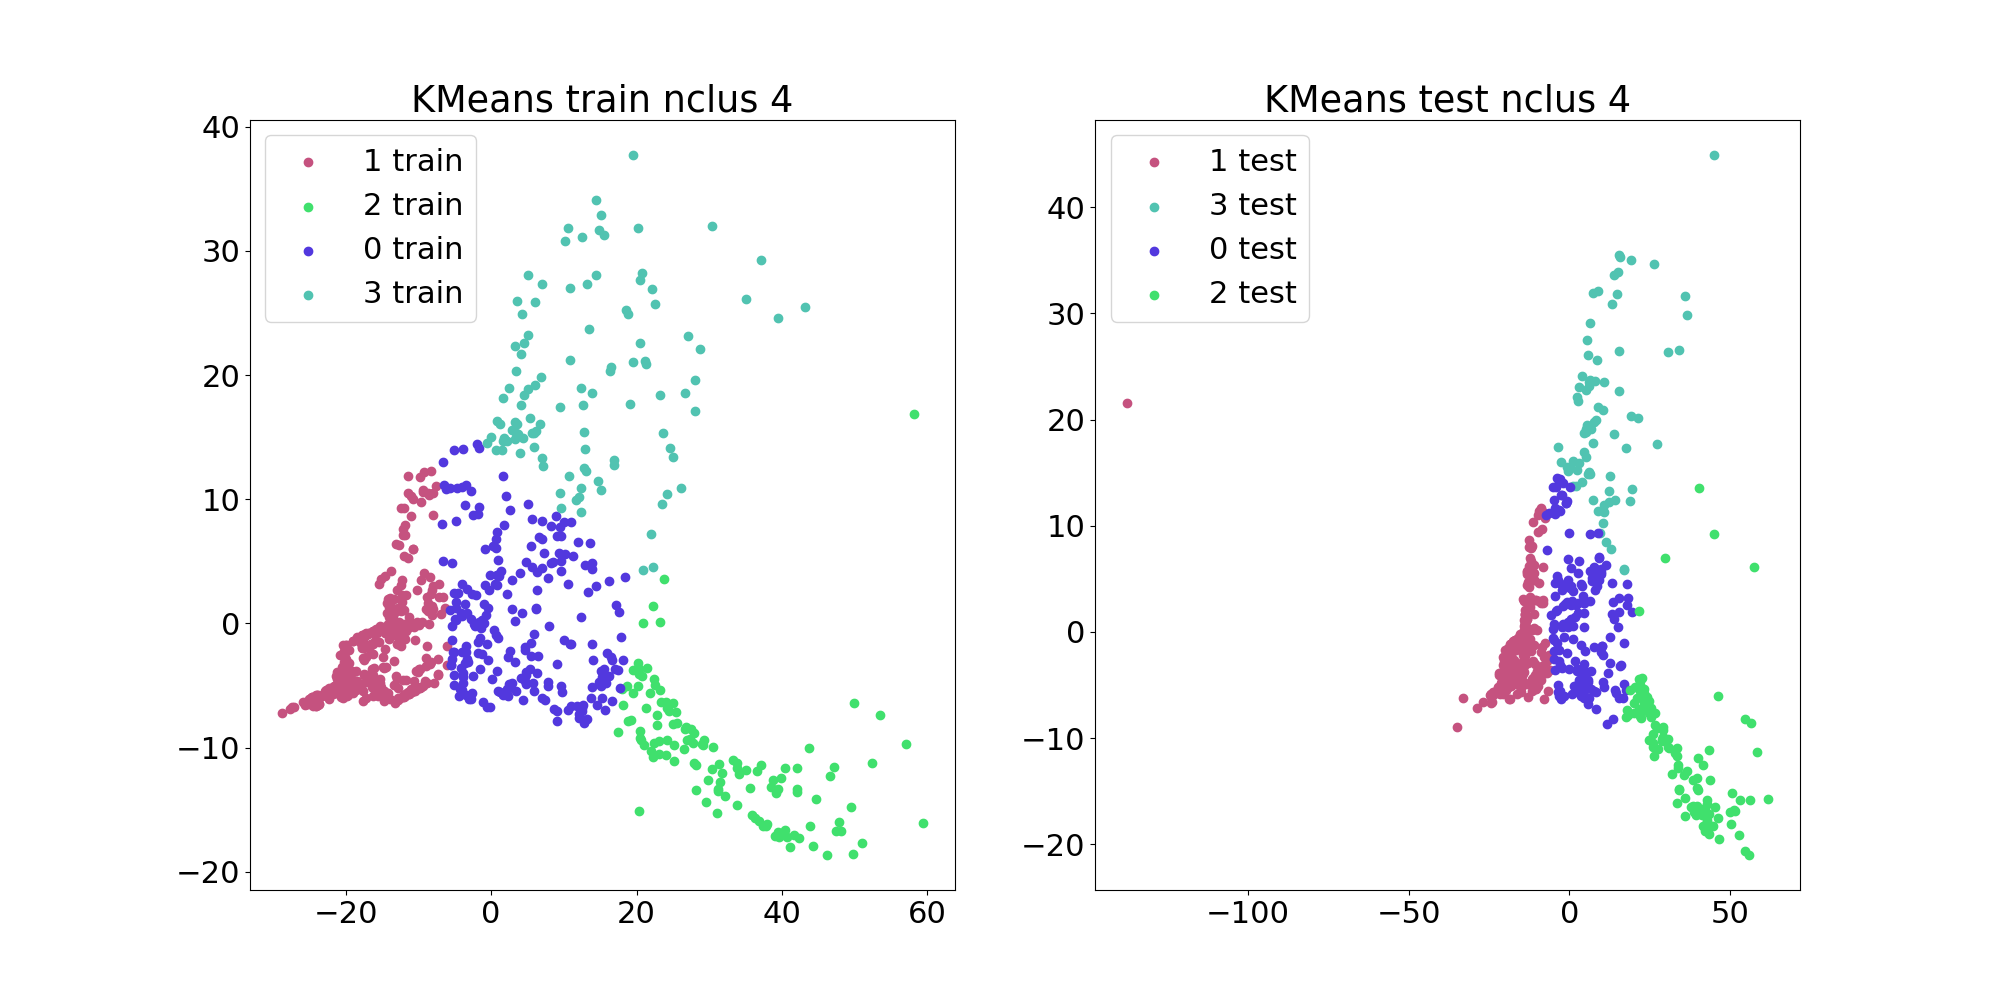 KMeans train nclus 4
40
30
20
10
0
−10
−20
−20 0 20 40 60
1 train
2 train
0 train
3 train
KMeans test nclus 4
40
30
20
10
0
−10
−20
−100 −50 0 50
1 test
3 test
0 test
2 test